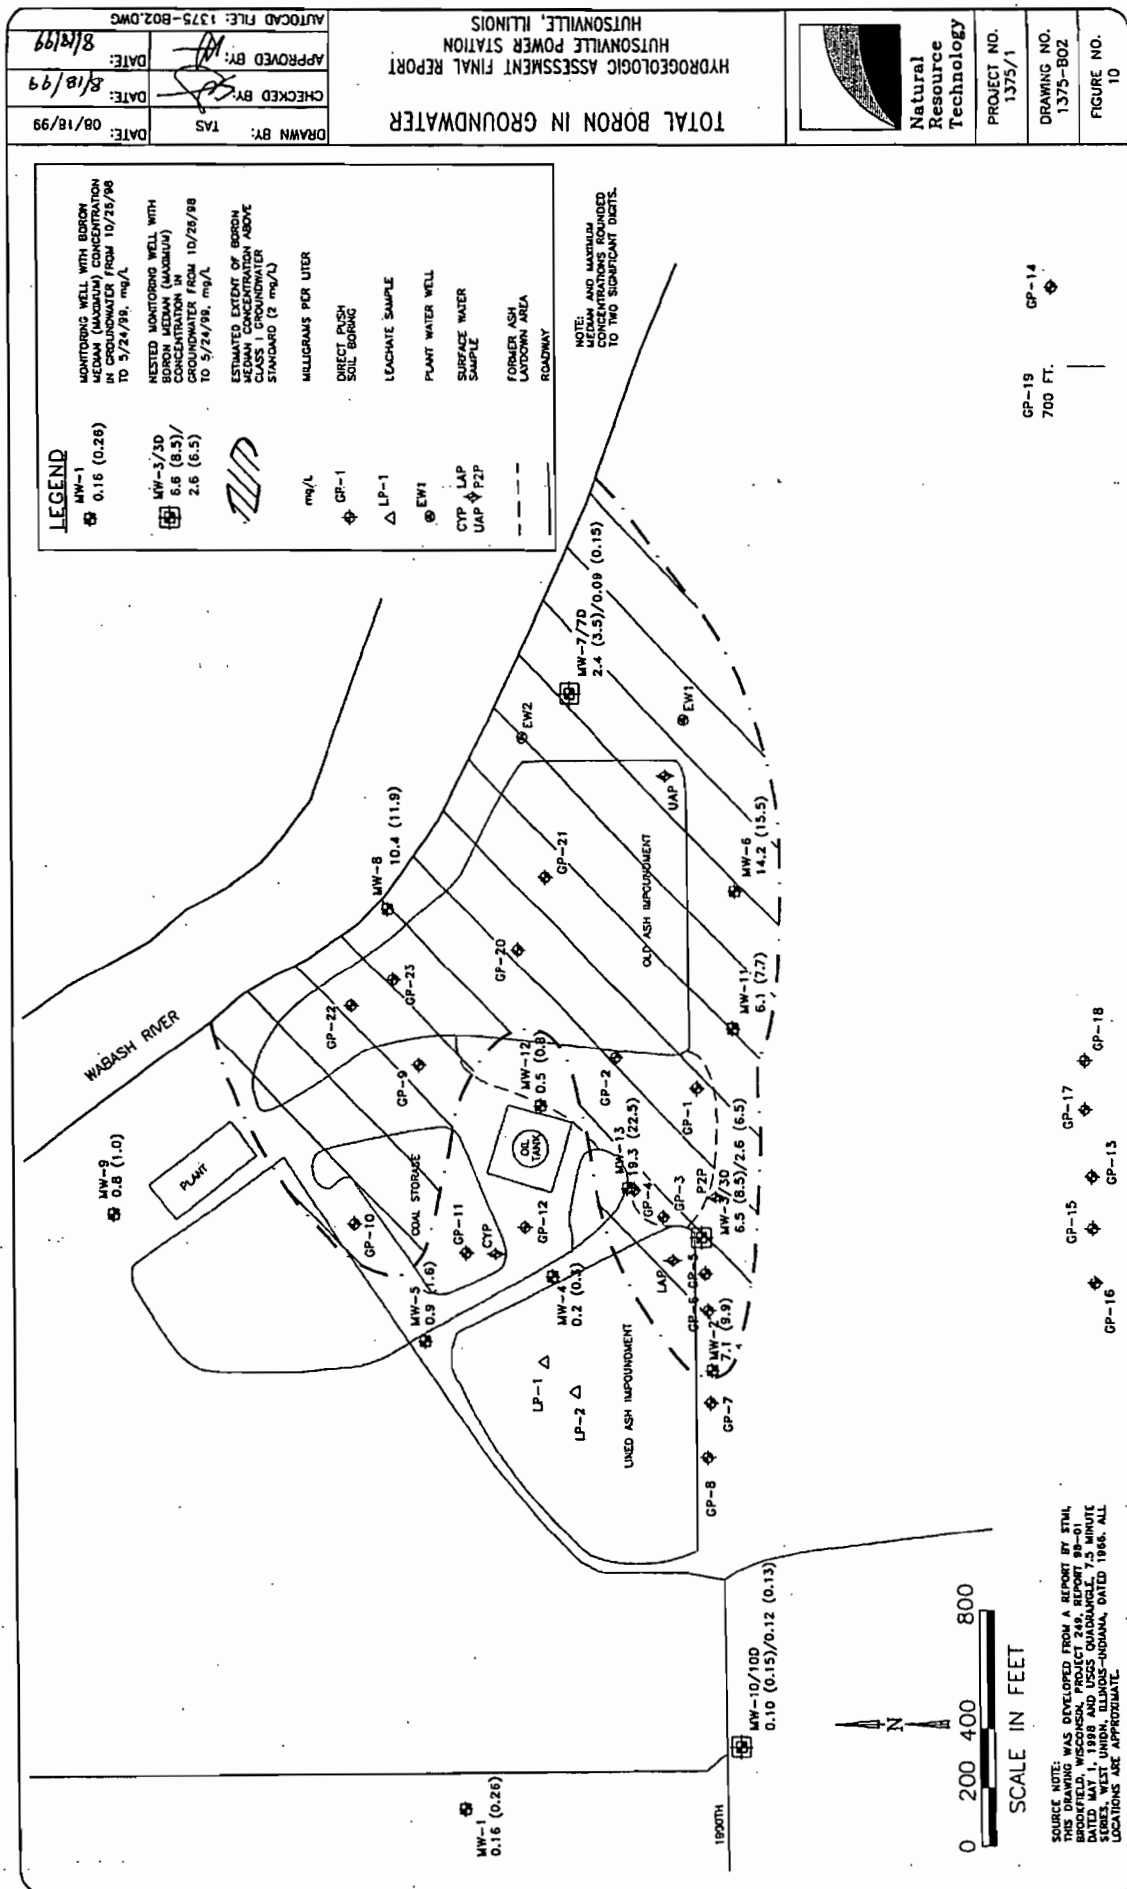 LEGEND
MW-1
0.16 (0.26)
MONITORING WELL WITH BORON
MEDIAN (MAXIMUM) CONCENTRATION
IN GROUNDWATER FROM 10/26/98
TO 5/24/99, mg/L
MW-3/3D
6.6 (8.5)/
2.6 (6.5)
NESTED MONITORING WELL WITH
BORON MEDIAN (MAXIMUM)
CONCENTRATION IN
GROUNDWATER FROM 10/26/98
TO 5/24/99, mg/L
ESTIMATED EXTENT OF BORON
MEDIAN CONCENTRATION ABOVE
CLASS I GROUNDWATER
STANDARD (2 mg/L)
mg/L
MILLIGRAMS PER LITER
GP-1
DIRECT PUSH
SOIL BORING
LP-1
LEACHATE SAMPLE
EW1
PLANT WATER WELL
CYP LAP
UAP P2P
SURFACE WATER
SAMPLE
FORMER ASH
LAYDOWN AREA
ROADWAY
NOTE:
MEDIAN AND MAXIMUM
CONCENTRATIONS ROUNDED
TO TWO SIGNIFICANT DIGITS.
WABASH RIVER
MW-9
0.8 (1.0)
PLANT
MW-8
10.4 (11.9)
GP-22
GP-23
GP-9
GP-10
COAL STORAGE
GP-11
CYP
MW-5
0.9 (1.6)
GP-20
GP-21
EW2
MW-7/7D
2.4 (3.5)/0.09 (0.15)
MW-12
0.5 (0.8)
OIL
TANK
GP-12
MW-4
0.2 (0.3)
LP-1
LP-2
LINED ASH IMPOUNDMENT
OLD ASH IMPOUNDMENT
UAP
EW1
GP-2
MW-13
19.3 (22.5)
GP-4
GP-3
GP-1
P2P
LAP
MW-3/3D
6.5 (8.5)/2.6 (6.5)
GP-5
GP-6
MW-2
7.1 (9.9)
GP-7
GP-8
MW-11
6.1 (7.7)
MW-6
14.2 (15.5)
MW-1
0.16 (0.26)
MW-10/10D
0.10 (0.15)/0.12 (0.13)
1900TH
N
GP-16
GP-15
GP-13
GP-17
GP-18
GP-19
700 FT.
GP-14
0 200 400 800
SCALE IN FEET
SOURCE NOTE:
THIS DRAWING WAS DEVELOPED FROM A REPORT BY STMI,
BROOKFIELD, WISCONSIN, PROJECT 249, REPORT 98-01
DATED MAY 1, 1998 AND USGS QUADRANGLE, 7.5 MINUTE
SERIES, WEST UNION, ILLINOIS-INDIANA, DATED 1966. ALL
LOCATIONS ARE APPROXIMATE.
DRAWN BY: TAS DATE: 08/18/99
CHECKED BY: DATE: 8/18/99
APPROVED BY: DATE: 8/18/99
AUTOCAD FILE: 1375-B02.DWG
TOTAL BORON IN GROUNDWATER
HYDROGEOLOGIC ASSESSMENT FINAL REPORT
HUTSONVILLE POWER STATION
HUTSONVILLE, ILLINOIS
Natural
Resource
Technology
PROJECT NO.
1375/1
DRAWING NO.
1375-B02
FIGURE NO.
10